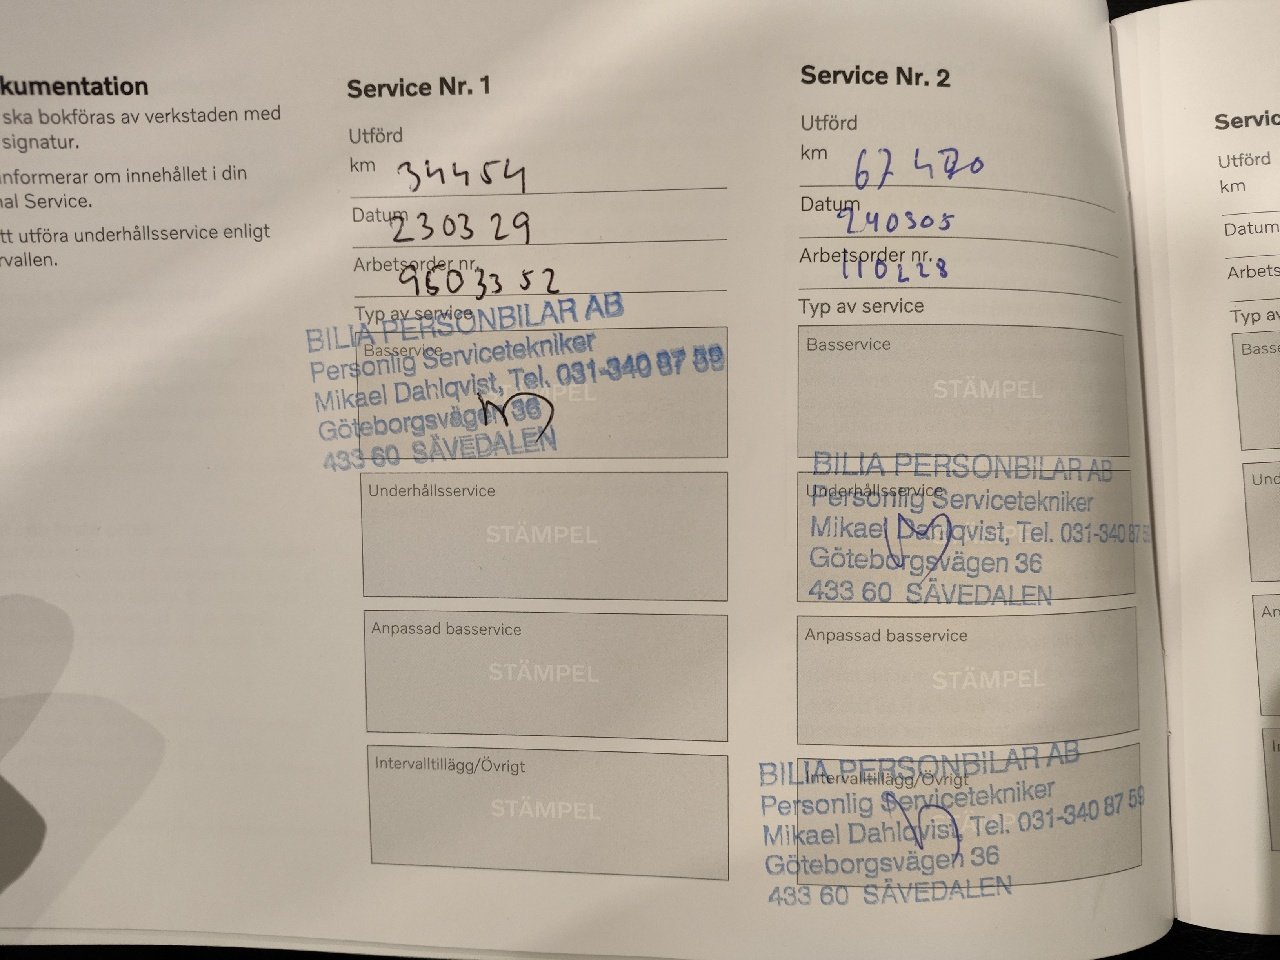 kumentation
ska bokföras av verkstaden med
signatur.
nformerar om innehållet i din
al Service.
tt utföra underhållsservice enligt
rvallen.
Service Nr. 1
Utförd
km 34454
Datum 230329
Arbetsorder nr. 9603352
Typ av service
BILIA PERSONBILAR AB
Basservice
Personlig Servicetekniker
Mikael Dahlqvist, Tel. 031-340 87 59
Göteborgsvägen 36
433 60 SÄVEDALEN
Underhållsservice
STÄMPEL
Anpassad basservice
STÄMPEL
Intervalltillägg/Övrigt
STÄMPEL
Service Nr. 2
Utförd
km 67 470
Datum 240305
Arbetsorder nr. 110228
Typ av service
Basservice
STÄMPEL
BILIA PERSONBILAR AB
Underhållsservice
Personlig Servicetekniker
Mikael Dahlqvist, Tel. 031-340 87 59
Göteborgsvägen 36
433 60 SÄVEDALEN
Anpassad basservice
STÄMPEL
BILIA PERSONBILAR AB
Intervalltillägg/Övrigt
Personlig Servicetekniker
Mikael Dahlqvist, Tel. 031-340 87 59
Göteborgsvägen 36
433 60 SÄVEDALEN
Servic
Utförd
km
Datum
Arbets
Typ av
Basse
Und
An